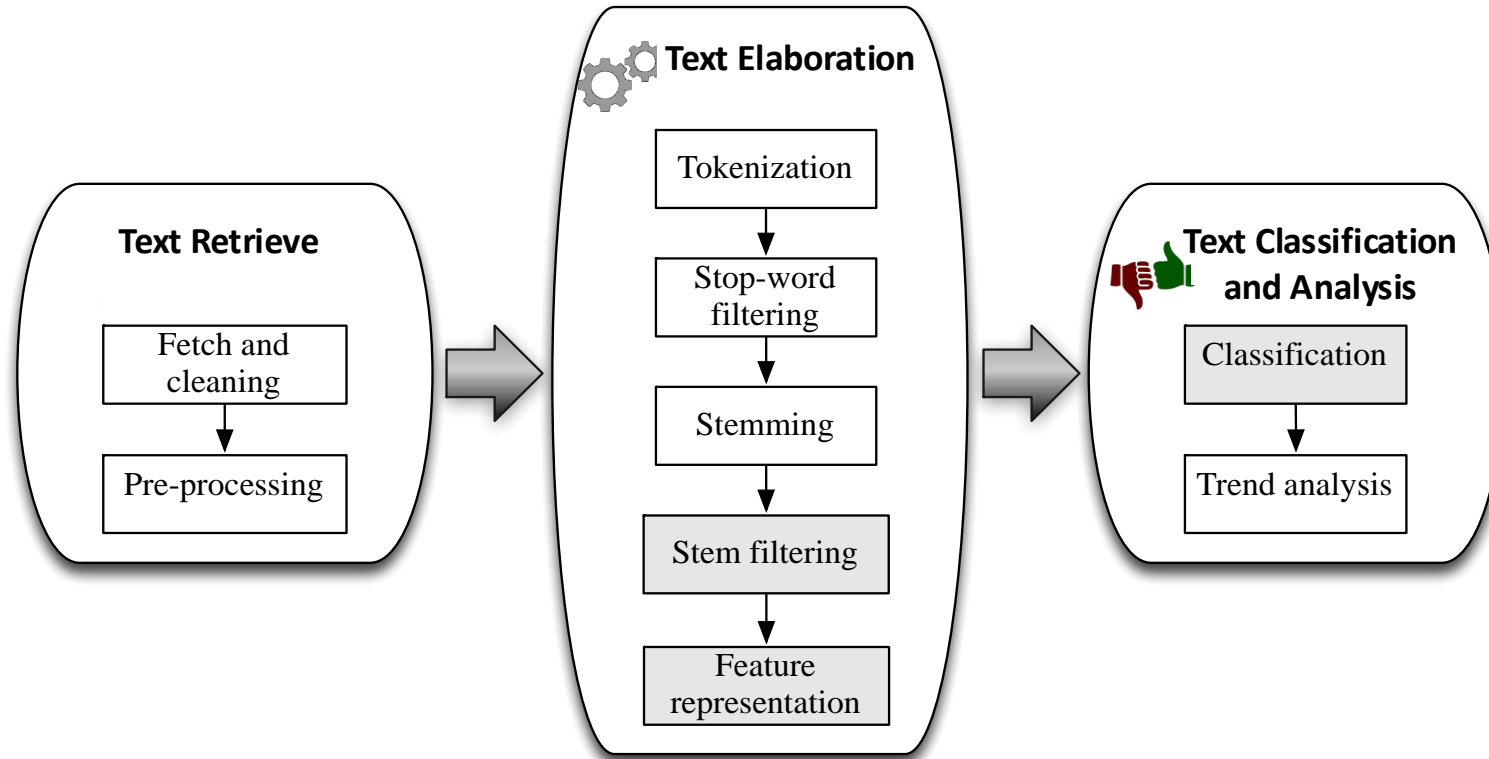 Text Retrieve
Fetch and
cleaning
Pre-processing
Text Elaboration
Tokenization
Stop-word
filtering
Stemming
Stem filtering
Feature
representation
Text Classification
and Analysis
Classification
Trend analysis